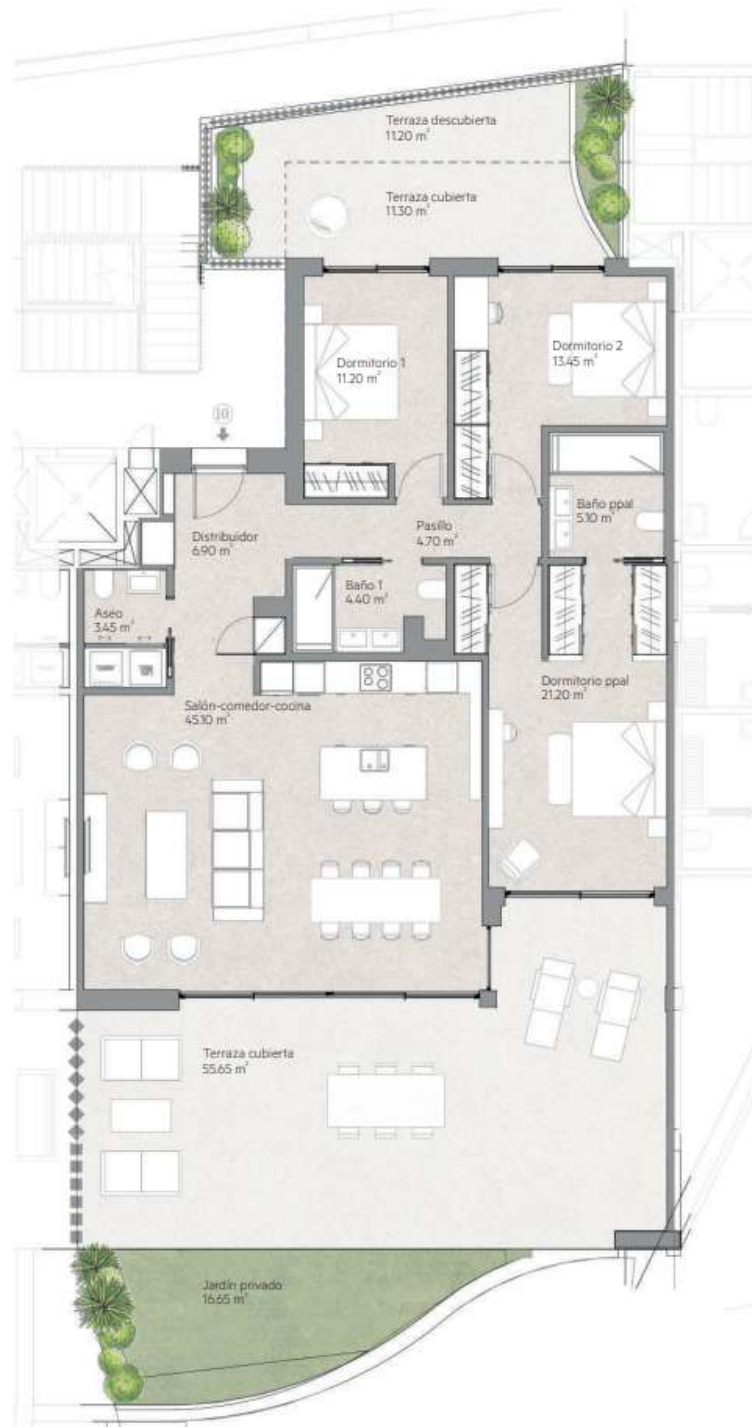 Terraza descubierta
11.20 m²
Terraza cubierta
11.30 m²
Dormitorio 1
11.20 m²
Dormitorio 2
13.45 m²
10
Distribuidor
6.90 m²
Pasillo
4.70 m²
Baño ppal
5.10 m²
Aseo
3.45 m²
Baño 1
4.40 m²
Salón-comedor-cocina
45.10 m²
Dormitorio ppal
21.20 m²
Terraza cubierta
55.65 m²
Jardín privado
16.65 m²